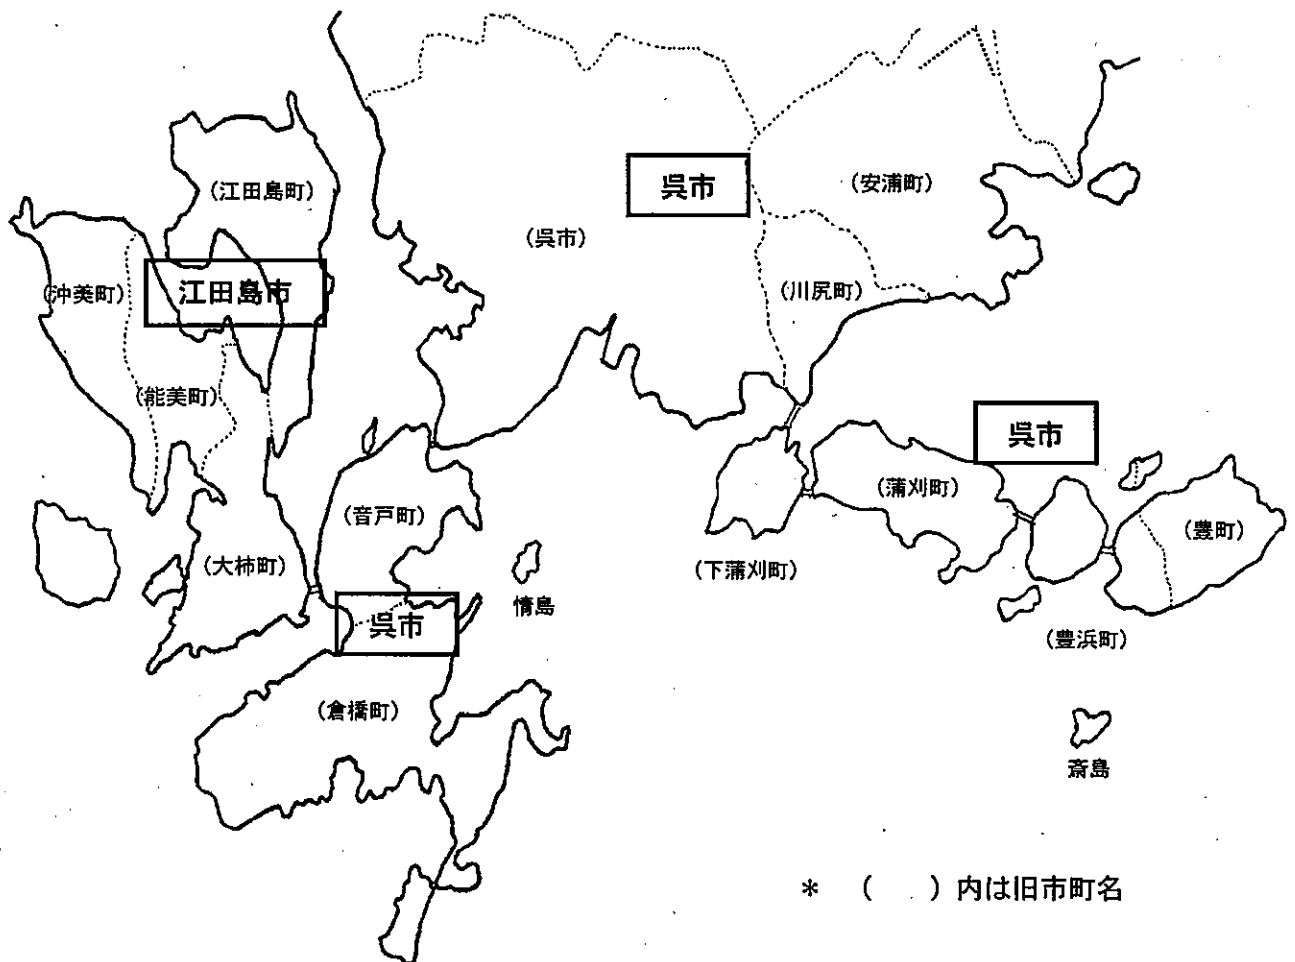 呉市
(安浦町)
(江田島町)
(呉市)
(川尻町)
(沖美町)
江田島市
(能美町)
呉市
(蒲刈町)
(音戸町)
(豊町)
(大柿町)
(下蒲刈町)
情島
呉市
(豊浜町)
(倉橋町)
斎島
* ( )内は旧市町名